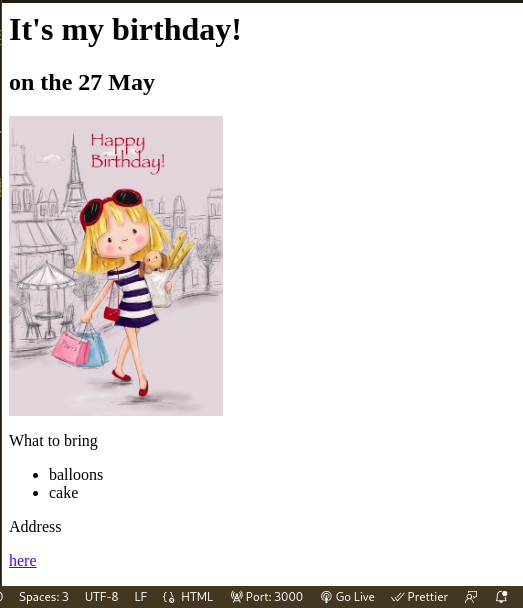 It's my birthday!
on the 27 May
Happy
Birthday!
What to bring
balloons
cake
Address
here
Spaces: 3 UTF-8 LF HTML Port: 3000 Go Live Prettier